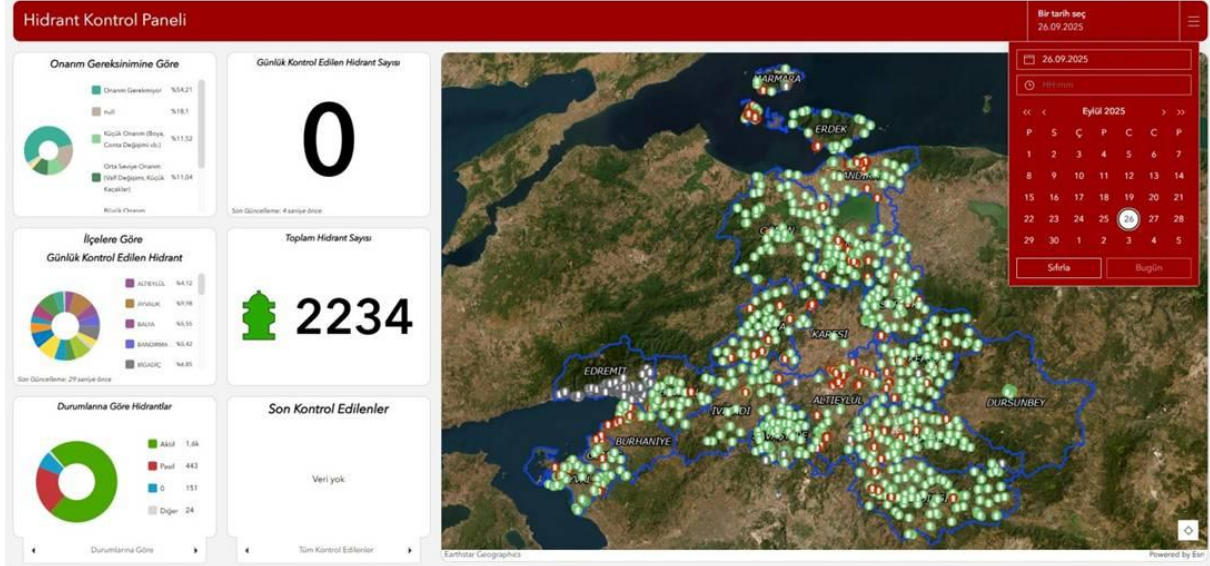 Hidrant Kontrol Paneli
Bir tarih seç
26.09.2025
26.09.2025
HH:mm
Eylül 2025
P S Ç P C C P
1 2 3 4 5 6 7
8 9 10 11 12 13 14
15 16 17 18 19 20 21
22 23 24 25 26 27 28
29 30 1 2 3 4 5
Sıfırla
Bugün
Onarım Gereksinimine Göre
Onarım Gerekmiyor %54,21
null %18,1
Küçük Onarım (Boya, Conta Değişimi vb.) %11,52
Orta Seviye Onarım (Valf Değişimi, Küçük Kaçaklar) %11,04
Büyük Onarım
Günlük Kontrol Edilen Hidrant Sayısı
0
Son Güncelleme: 4 saniye önce
İlçelere Göre
Günlük Kontrol Edilen Hidrant
ALTIEYLÜL %4,12
AYVALIK %9,98
BALYA %5,55
BANDIRMA %6,42
BİGADİÇ %4,85
Son Güncelleme: 29 saniye önce
Toplam Hidrant Sayısı
2234
Durumlarına Göre Hidrantlar
Aktif 1,6k
Pasif 443
0 151
Diğer 24
Durumlarına Göre
Son Kontrol Edilenler
Veri yok
Tüm Kontrol Edilenler
MARMARA
ERDEK
KARESİ
EDREMİT
ALTIEYLÜL
DURSUNBEY
BURHANİYE
Earthstar Geographics
Powered by Esri